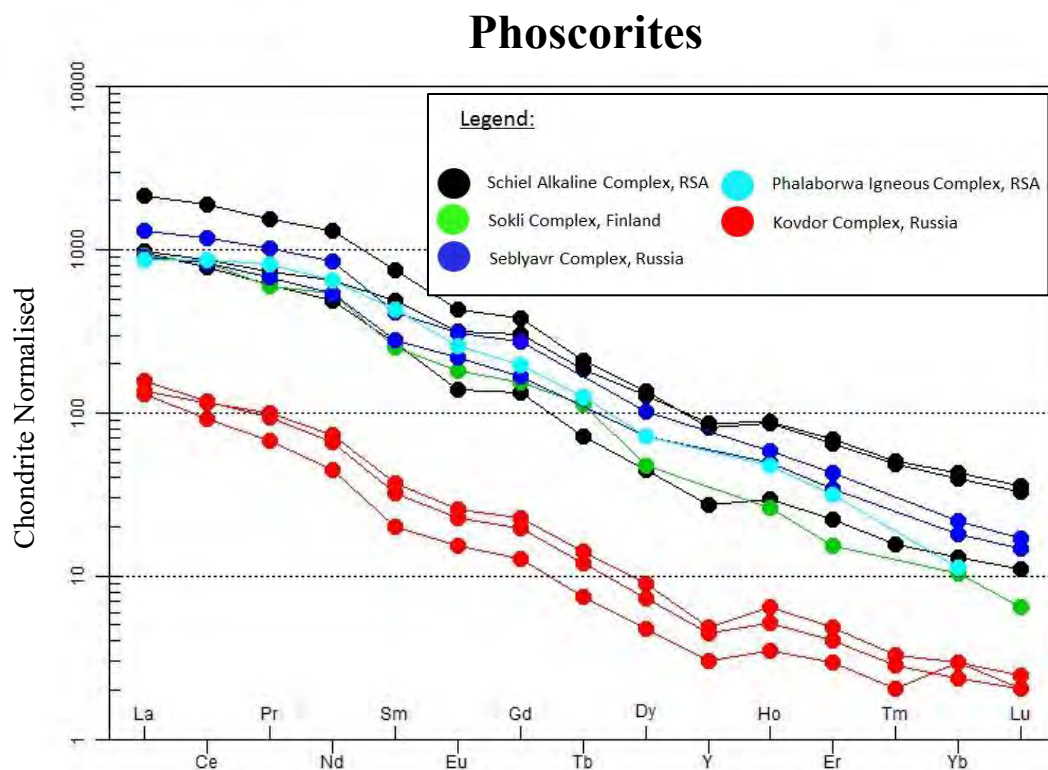 Phoscorites
Legend:
Schiel Alkaline Complex, RSA
Phalaborwa Igneous Complex, RSA
Sokli Complex, Finland
Kovdor Complex, Russia
Seblyavr Complex, Russia
Chondrite Normalised
10000
1000
100
10
1
La Pr Sm Gd Dy Ho Tm Lu
Ce Nd Eu Tb Y Er Yb